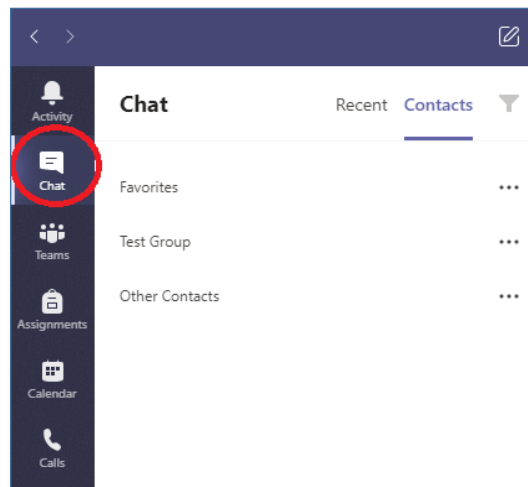 Activity
Chat
Teams
Assignments
Calendar
Calls
Chat Recent Contacts
Favorites
Test Group
Other Contacts